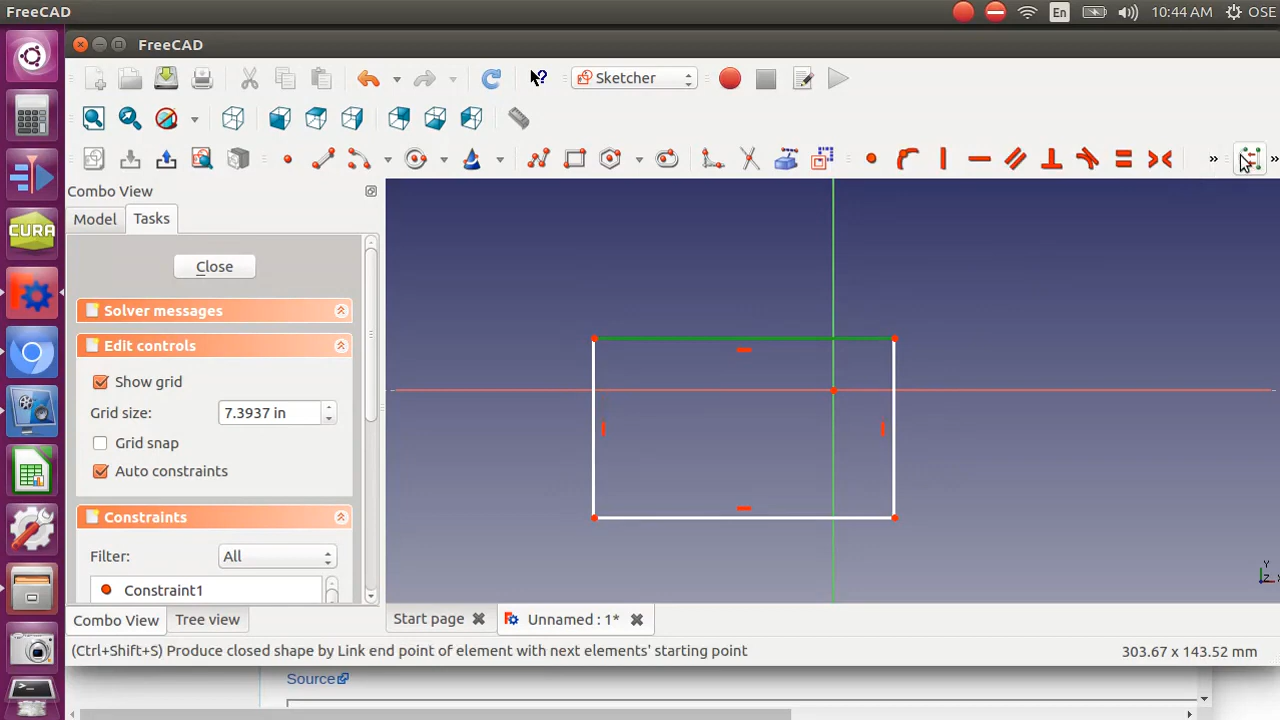 FreeCAD
En
10:44 AM
OSE
FreeCAD
Sketcher
Combo View
Model
Tasks
Close
Solver messages
Edit controls
Show grid
Grid size:
7.3937 in
Grid snap
Auto constraints
Constraints
Filter:
All
Constraint1
Combo View
Tree view
Start page
Unnamed : 1*
(Ctrl+Shift+S) Produce closed shape by Link end point of element with next elements' starting point
303.67 x 143.52 mm
Source
CURA
Y
Z